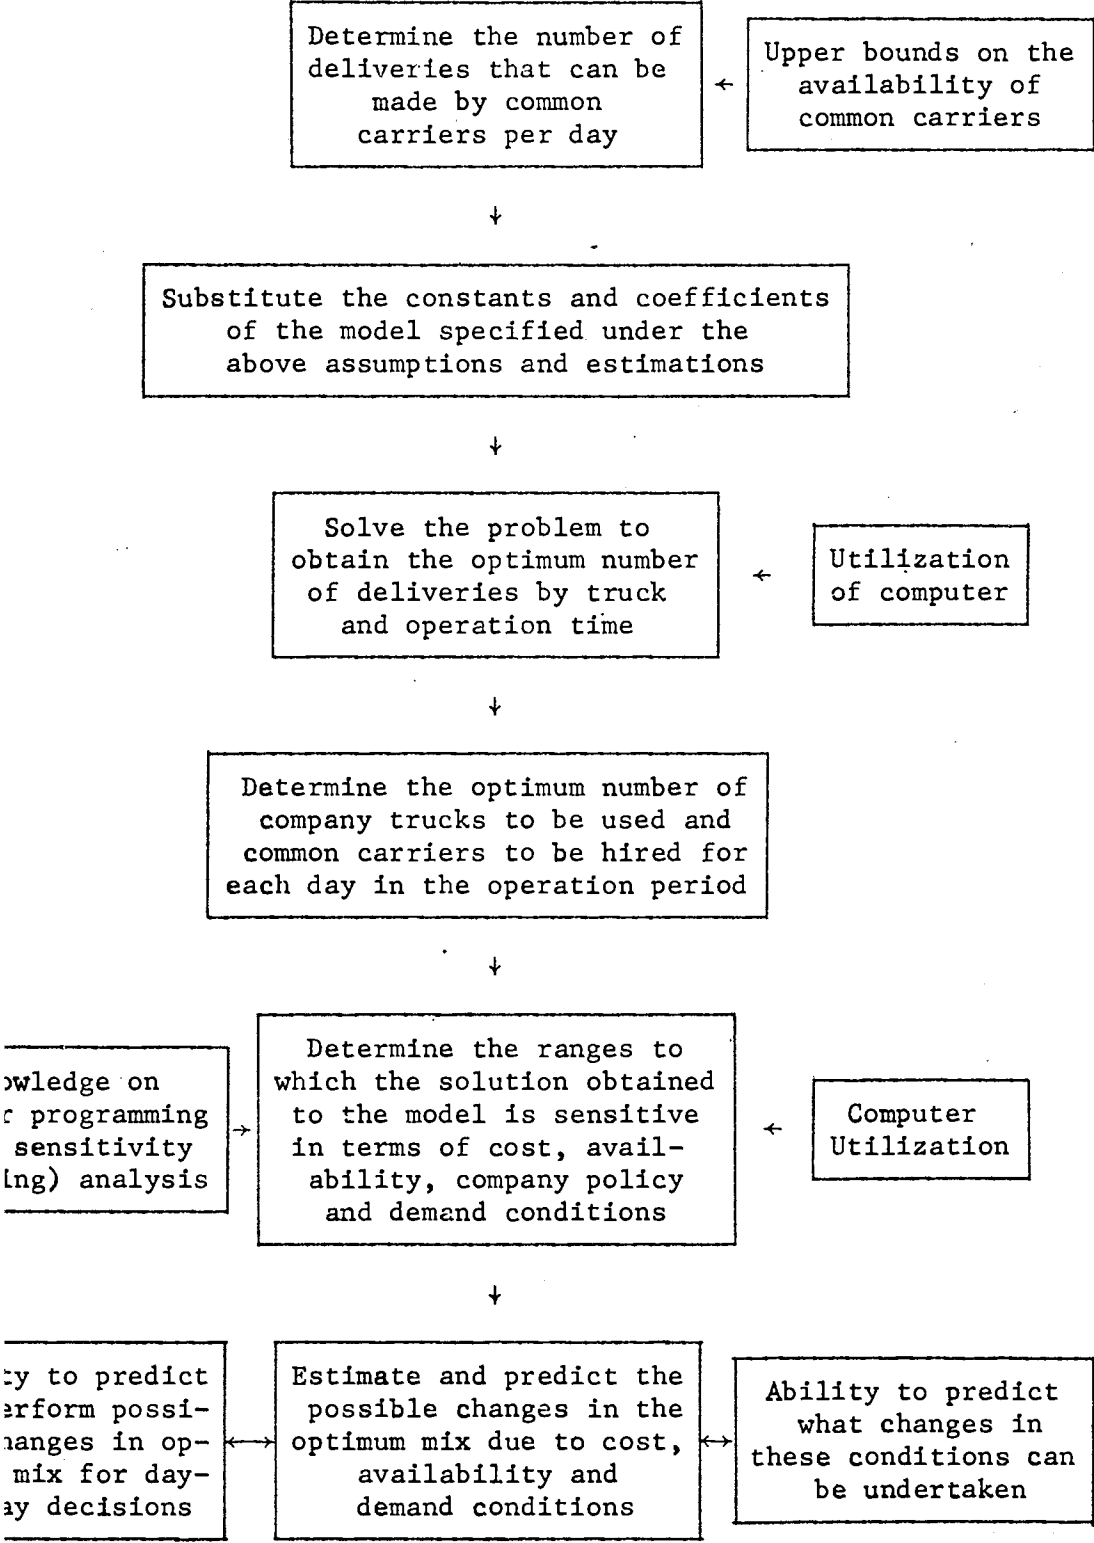 Determine the number of
deliveries that can be
made by common
carriers per day
Upper bounds on the
availability of
common carriers
Substitute the constants and coefficients
of the model specified under the
above assumptions and estimations
Solve the problem to
obtain the optimum number
of deliveries by truck
and operation time
Utilization
of computer
Determine the optimum number of
company trucks to be used and
common carriers to be hired for
each day in the operation period
on
programming
sensitivity
analysis
Determine the ranges to
which the solution obtained
to the model is sensitive
in terms of cost, avail-
ability, company policy
and demand conditions
Computer
Utilization
to predict
possi-
in op-
mix for day-
decisions
Estimate and predict the
possible changes in the
optimum mix due to cost,
availability and
demand conditions
Ability to predict
what changes in
these conditions can
be undertaken